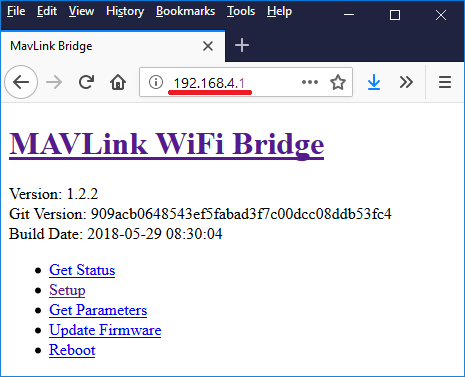 File Edit View History Bookmarks Tools Help
MavLink Bridge
192.168.4.1
MAVLink WiFi Bridge
Version: 1.2.2
Git Version: 909acb0648543ef5fabad3f7c00dcc08ddb53fc4
Build Date: 2018-05-29 08:30:04
Get Status
Setup
Get Parameters
Update Firmware
Reboot